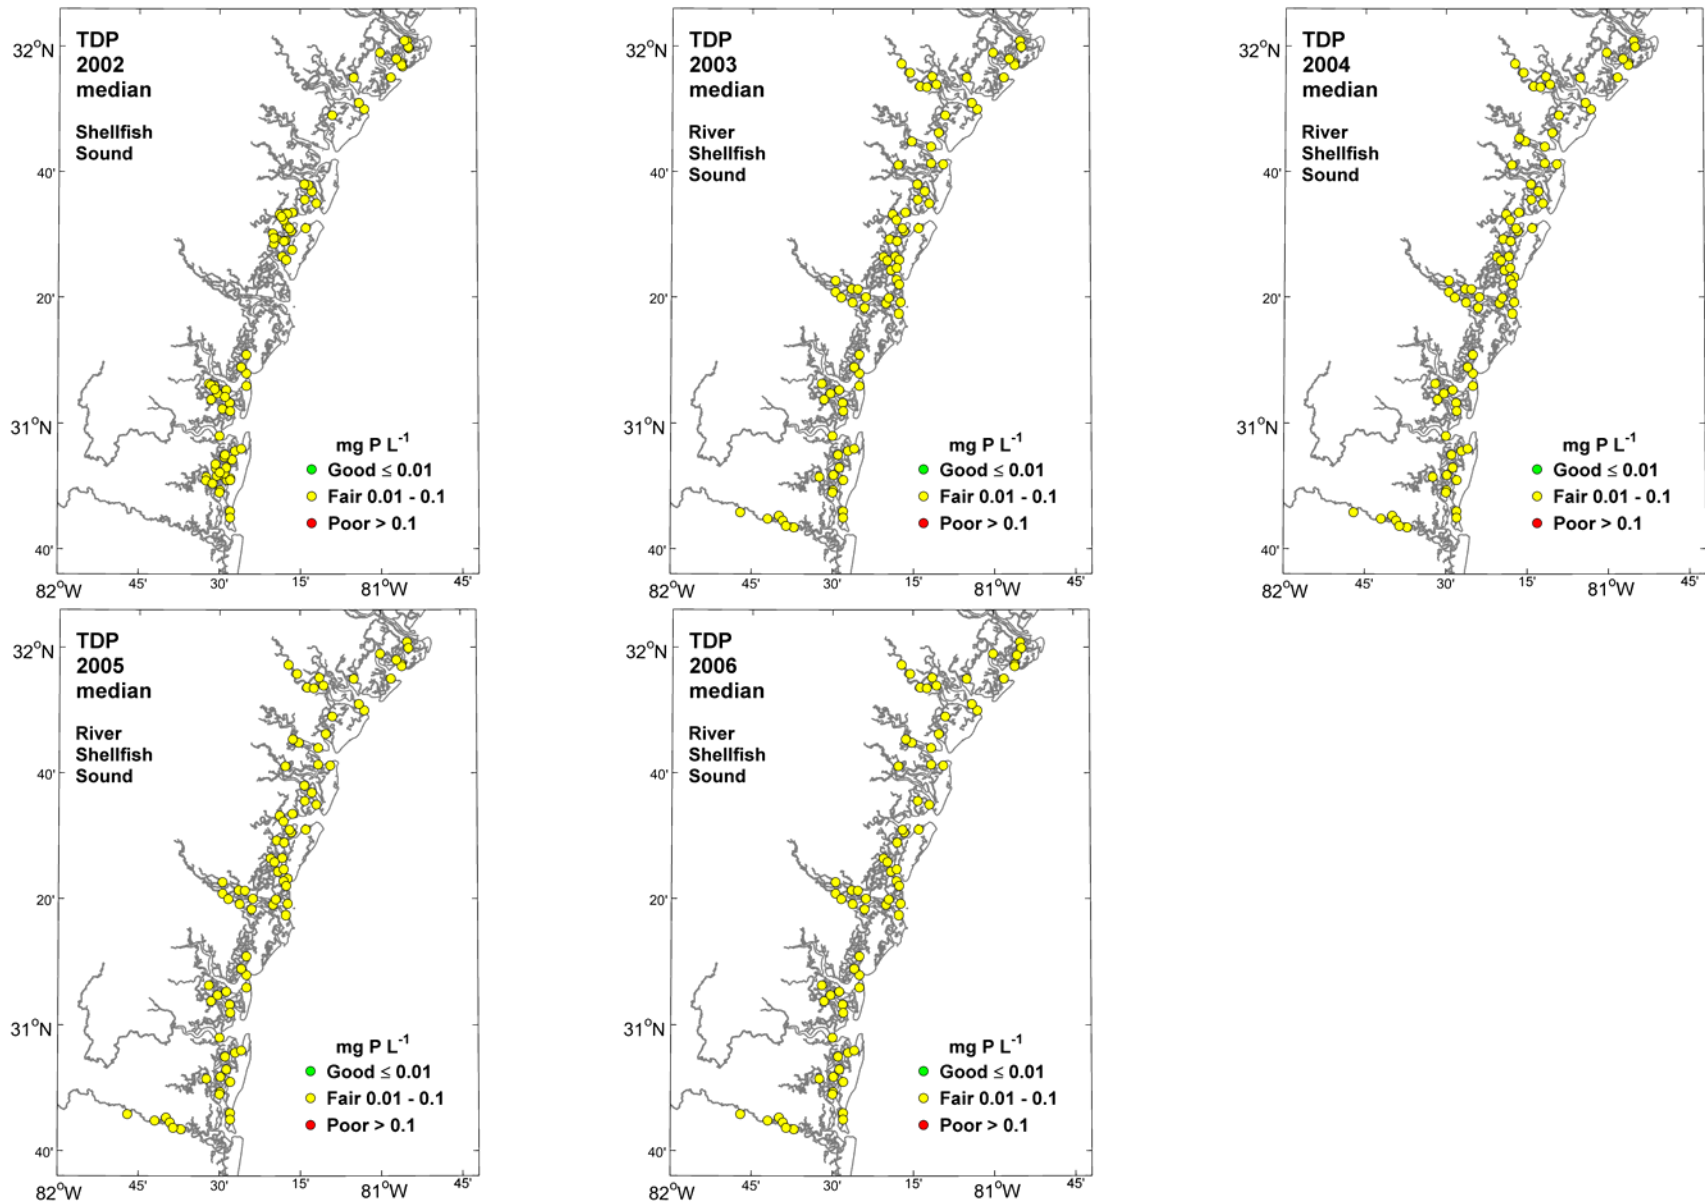 TDP
2002
median
Shellfish
Sound
32°N
40'
20'
31°N
40'
mg P L⁻¹
Good ≤ 0.01
Fair 0.01 - 0.1
Poor > 0.1
82°W 45' 30' 15' 81°W 45'
TDP
2003
median
River
Shellfish
Sound
32°N
40'
20'
31°N
40'
mg P L⁻¹
Good ≤ 0.01
Fair 0.01 - 0.1
Poor > 0.1
82°W 45' 30' 15' 81°W 45'
TDP
2004
median
River
Shellfish
Sound
32°N
40'
20'
31°N
40'
mg P L⁻¹
Good ≤ 0.01
Fair 0.01 - 0.1
Poor > 0.1
82°W 45' 30' 15' 81°W 45'
TDP
2005
median
River
Shellfish
Sound
32°N
40'
20'
31°N
40'
mg P L⁻¹
Good ≤ 0.01
Fair 0.01 - 0.1
Poor > 0.1
82°W 45' 30' 15' 81°W 45'
TDP
2006
median
River
Shellfish
Sound
32°N
40'
20'
31°N
40'
mg P L⁻¹
Good ≤ 0.01
Fair 0.01 - 0.1
Poor > 0.1
82°W 45' 30' 15' 81°W 45'